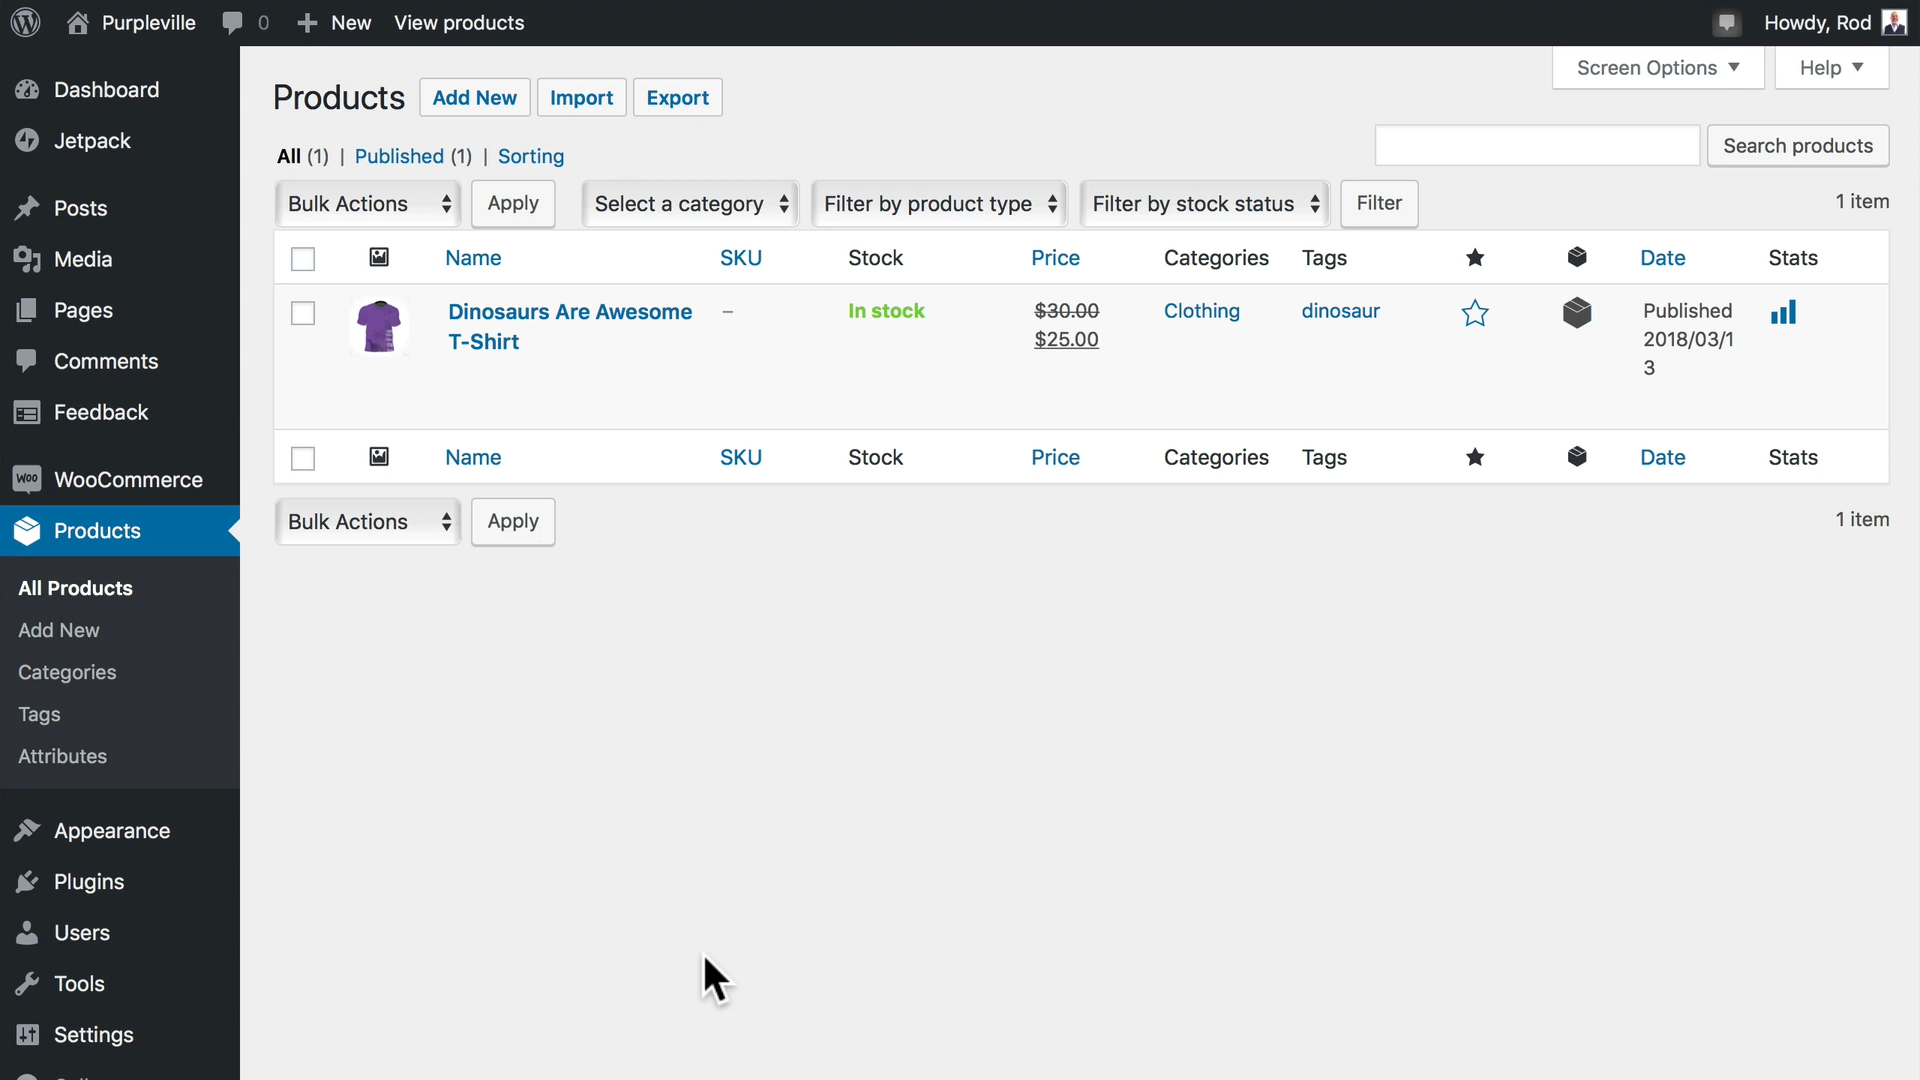 Purpleville 0 New View products Howdy, Rod
Screen Options Help
Dashboard
Jetpack
Posts
Media
Pages
Comments
Feedback
WooCommerce
Products
All Products
Add New
Categories
Tags
Attributes
Appearance
Plugins
Users
Tools
Settings
Products Add New Import Export
All (1) | Published (1) | Sorting
Search products
Bulk Actions Apply Select a category Filter by product type Filter by stock status Filter 1 item
Name SKU Stock Price Categories Tags Date Stats
Dinosaurs Are Awesome – In stock $30.00 Clothing dinosaur Published
T-Shirt $25.00 2018/03/1
3
Name SKU Stock Price Categories Tags Date Stats
Bulk Actions Apply 1 item